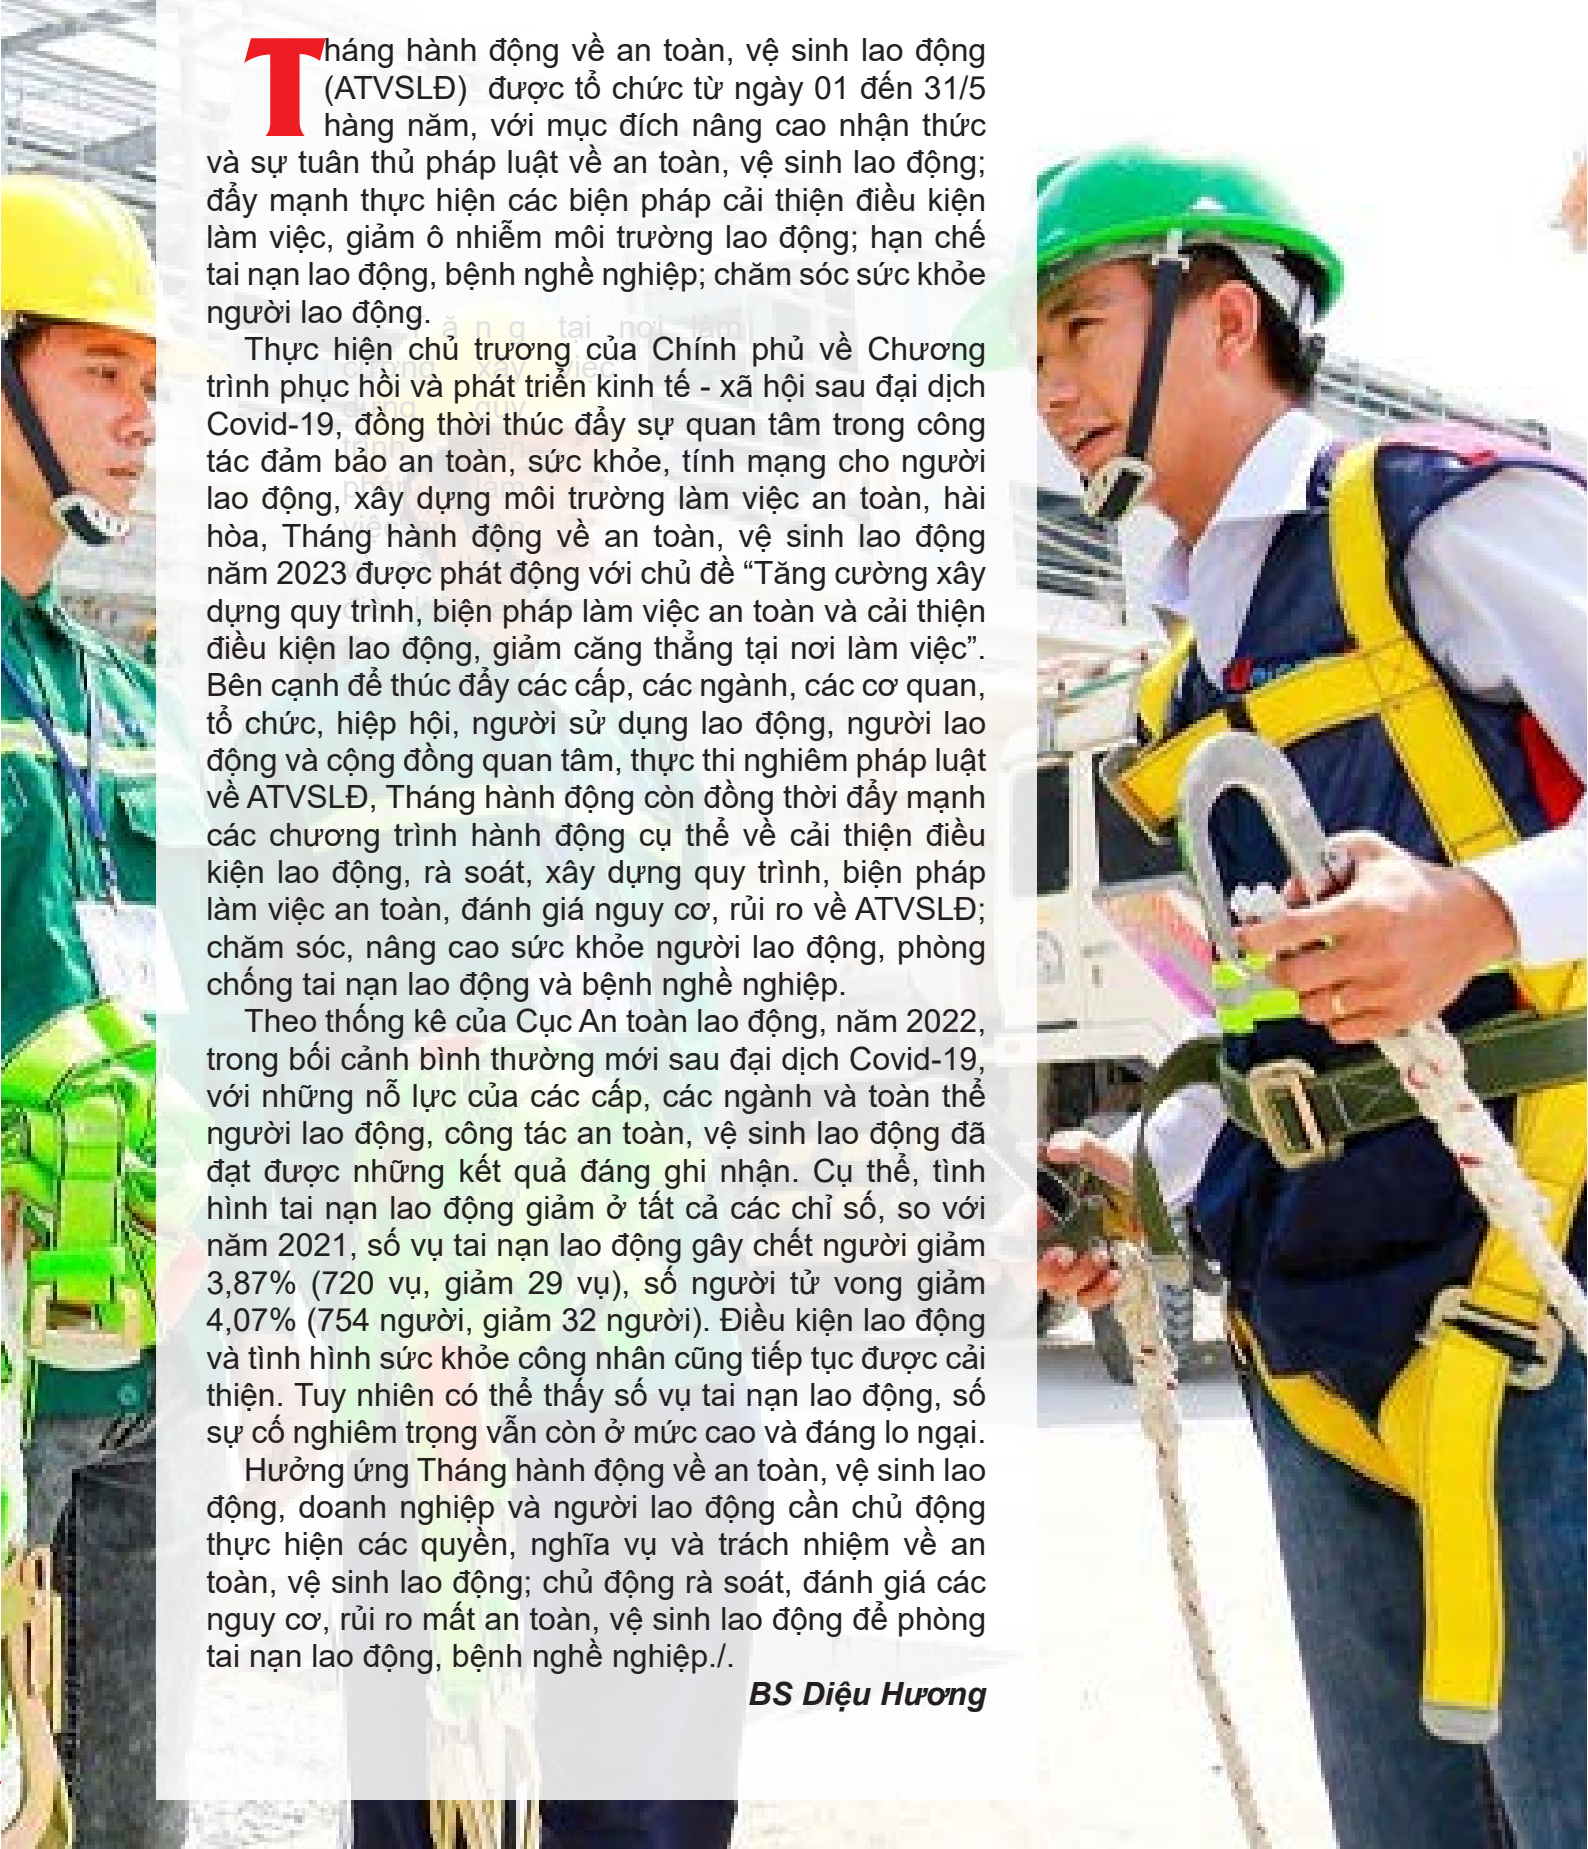 Tháng hành động về an toàn, vệ sinh lao động
(ATVSLĐ) được tổ chức từ ngày 01 đến 31/5
hàng năm, với mục đích nâng cao nhận thức
và sự tuân thủ pháp luật về an toàn, vệ sinh lao động;
đẩy mạnh thực hiện các biện pháp cải thiện điều kiện
làm việc, giảm ô nhiễm môi trường lao động; hạn chế
tai nạn lao động, bệnh nghề nghiệp; chăm sóc sức khỏe
người lao động.
Thực hiện chủ trương của Chính phủ về Chương
trình phục hồi và phát triển kinh tế - xã hội sau đại dịch
Covid-19, đồng thời thúc đẩy sự quan tâm trong công
tác đảm bảo an toàn, sức khỏe, tính mạng cho người
lao động, xây dựng môi trường làm việc an toàn, hài
hòa, Tháng hành động về an toàn, vệ sinh lao động
năm 2023 được phát động với chủ đề “Tăng cường xây
dựng quy trình, biện pháp làm việc an toàn và cải thiện
điều kiện lao động, giảm căng thẳng tại nơi làm việc”.
Bên cạnh để thúc đẩy các cấp, các ngành, các cơ quan,
tổ chức, hiệp hội, người sử dụng lao động, người lao
động và cộng đồng quan tâm, thực thi nghiêm pháp luật
về ATVSLĐ, Tháng hành động còn đồng thời đẩy mạnh
các chương trình hành động cụ thể về cải thiện điều
kiện lao động, rà soát, xây dựng quy trình, biện pháp
làm việc an toàn, đánh giá nguy cơ, rủi ro về ATVSLĐ;
chăm sóc, nâng cao sức khỏe người lao động, phòng
chống tai nạn lao động và bệnh nghề nghiệp.
Theo thống kê của Cục An toàn lao động, năm 2022,
trong bối cảnh bình thường mới sau đại dịch Covid-19,
với những nỗ lực của các cấp, các ngành và toàn thể
người lao động, công tác an toàn, vệ sinh lao động đã
đạt được những kết quả đáng ghi nhận. Cụ thể, tình
hình tai nạn lao động giảm ở tất cả các chỉ số, so với
năm 2021, số vụ tai nạn lao động gây chết người giảm
3,87% (720 vụ, giảm 29 vụ), số người tử vong giảm
4,07% (754 người, giảm 32 người). Điều kiện lao động
và tình hình sức khỏe công nhân cũng tiếp tục được cải
thiện. Tuy nhiên có thể thấy số vụ tai nạn lao động, số
sự cố nghiêm trọng vẫn còn ở mức cao và đáng lo ngại.
Hưởng ứng Tháng hành động về an toàn, vệ sinh lao
động, doanh nghiệp và người lao động cần chủ động
thực hiện các quyền, nghĩa vụ và trách nhiệm về an
toàn, vệ sinh lao động; chủ động rà soát, đánh giá các
nguy cơ, rủi ro mất an toàn, vệ sinh lao động để phòng
tai nạn lao động, bệnh nghề nghiệp./.
BS Diệu Hương